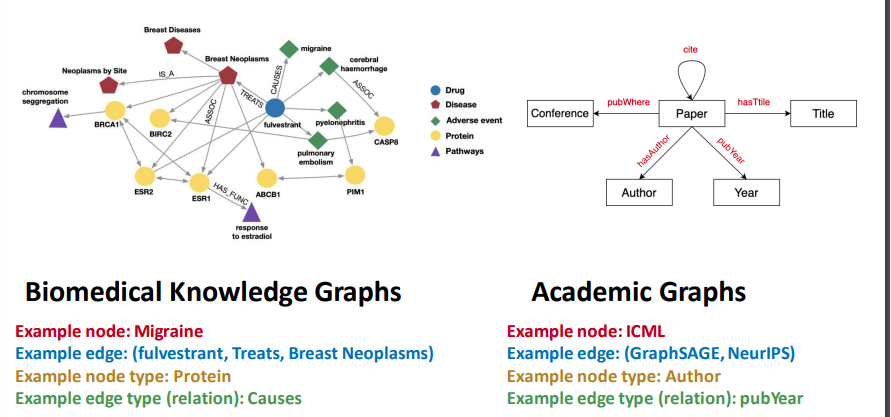 Breast Diseases
migraine
Breast Neoplasms
cerebral
haemorrhage
Neoplasms by Site
IS_A
CAUSES
ASSOC
chromosome
seggregation
TREATS
ASSOC
fulvestrant
pyelonephritis
BRCA1
BIRC2
CASP8
pulmonary
embolism
ESR2
ESR1
HAS_FUNC
ABCB1
PIM1
response
to estradiol
Drug
Disease
Adverse event
Protein
Pathways
cite
Conference
pubWhere
Paper
hasTtile
Title
hasAuthor
pubYear
Author
Year
Biomedical Knowledge Graphs
Example node: Migraine
Example edge: (fulvestrant, Treats, Breast Neoplasms)
Example node type: Protein
Example edge type (relation): Causes
Academic Graphs
Example node: ICML
Example edge: (GraphSAGE, NeurIPS)
Example node type: Author
Example edge type (relation): pubYear